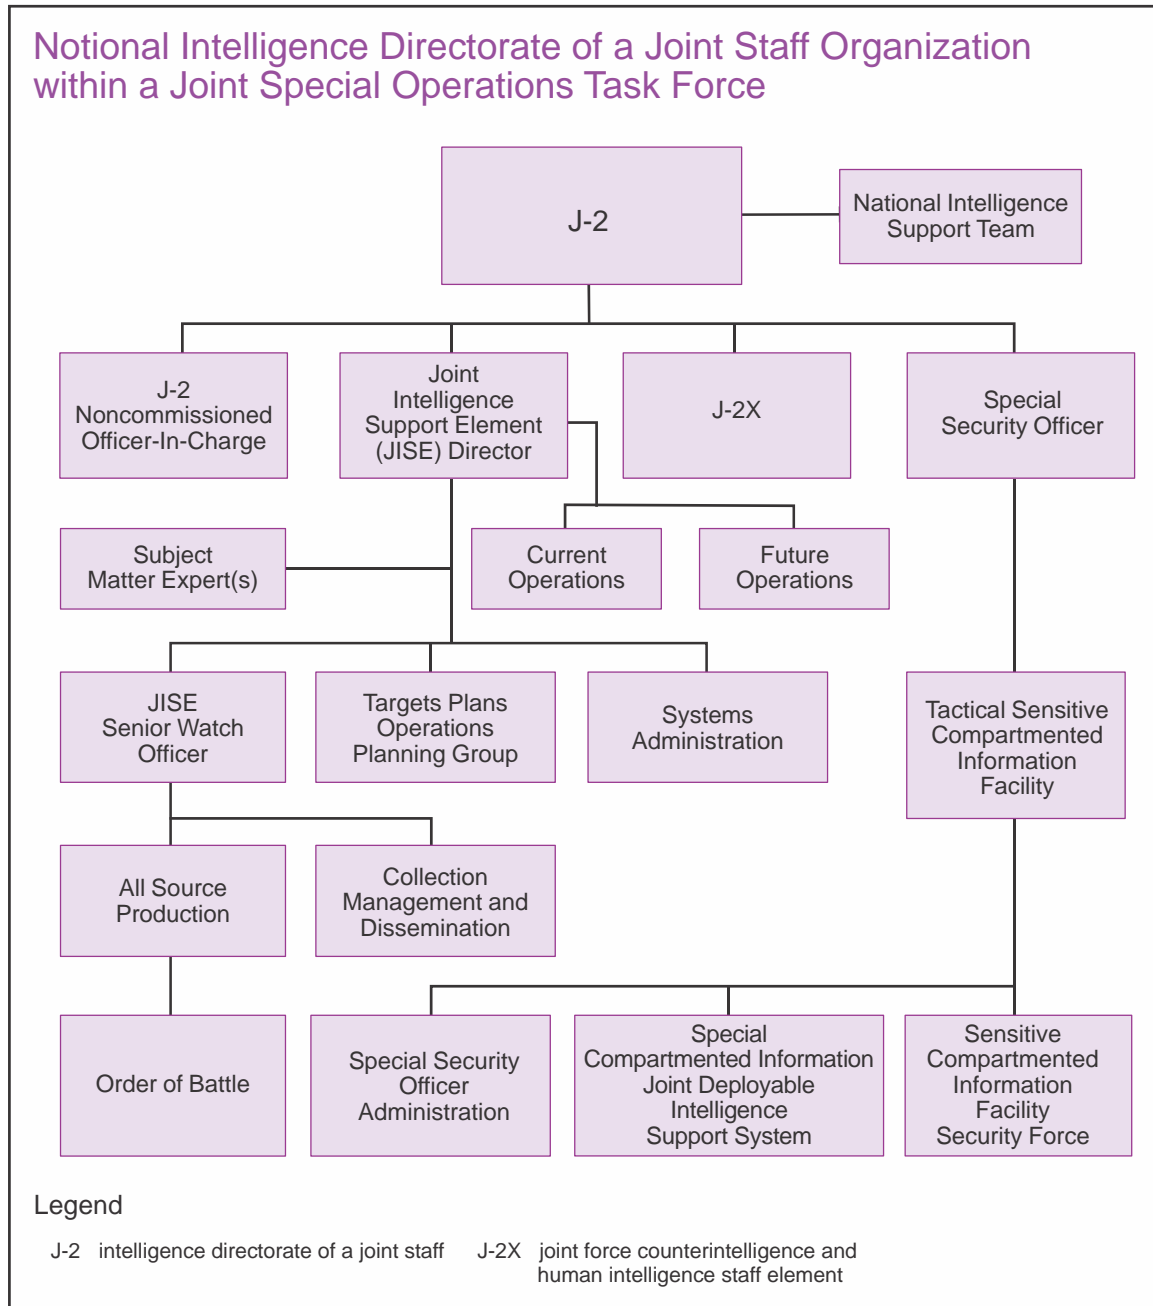 Notional Intelligence Directorate of a Joint Staff Organization
within a Joint Special Operations Task Force
J-2
National Intelligence
Support Team
J-2
Noncommissioned
Officer-In-Charge
Joint
Intelligence
Support Element
(JISE) Director
J-2X
Special
Security Officer
Subject
Matter Expert(s)
Current
Operations
Future
Operations
JISE
Senior Watch
Officer
Targets Plans
Operations
Planning Group
Systems
Administration
Tactical Sensitive
Compartmented
Information
Facility
All Source
Production
Collection
Management and
Dissemination
Order of Battle
Special Security
Officer
Administration
Special
Compartmented Information
Joint Deployable
Intelligence
Support System
Sensitive
Compartmented
Information
Facility
Security Force
Legend
J-2 intelligence directorate of a joint staff
J-2X joint force counterintelligence and
human intelligence staff element